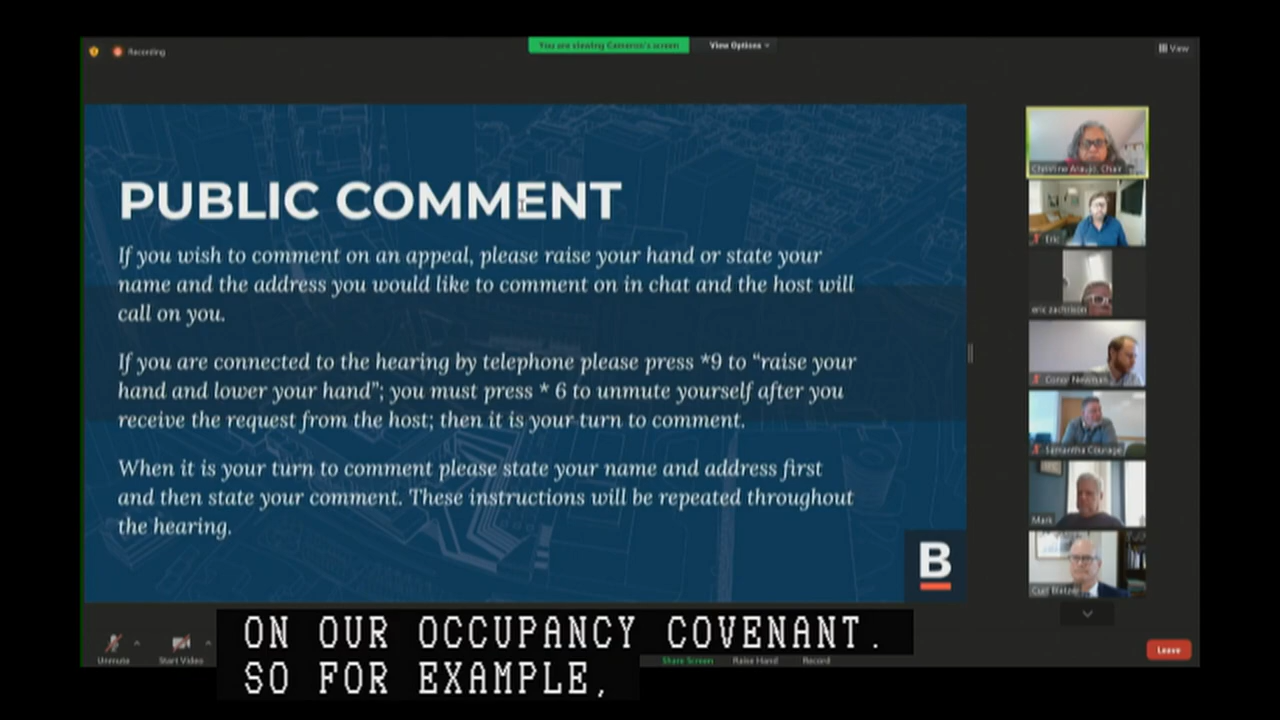 Recording
You are viewing Cameron's screen
View Options
View
PUBLIC COMMENT
If you wish to comment on an appeal, please raise your hand or state your
name and the address you would like to comment on in chat and the host will
call on you.
If you are connected to the hearing by telephone please press *9 to “raise your
hand and lower your hand”; you must press * 6 to unmute yourself after you
receive the request from the host; then it is your turn to comment.
When it is your turn to comment please state your name and address first
and then state your comment. These instructions will be repeated throughout
the hearing.
B
Christine Araujo, Chair
Eric
eric zachrison
Conor Newman
Samantha Courage
Mark
Unmute
Start Video
Share Screen
Raise Hand
Record
Leave
ON OUR OCCUPANCY COVENANT.
SO FOR EXAMPLE,